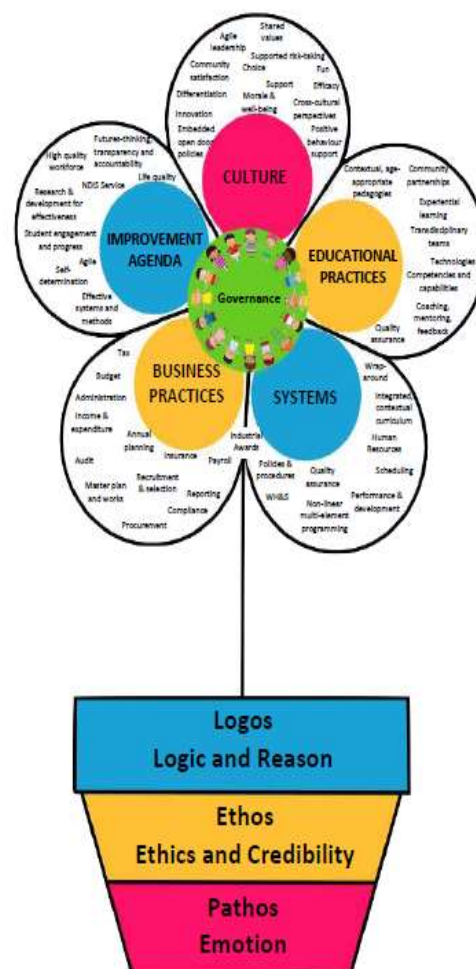 Shared
values
Agile
leadership
Supported risk-taking
Choice
Fun
Community
satisfaction
Support
Efficacy
Differentiation
Morale &
well-being
Cross-cultural
perspectives
Innovation
Embedded
open door
policies
Positive
behaviour
support
CULTURE
Futures-thinking,
transparency and
accountability
High quality
workforce
Life quality
NDIS Service
Research &
development for
effectiveness
Student engagement
and progress
Agile
Self-
determination
Effective
systems and
methods
IMPROVEMENT
AGENDA
Contextual, age-
appropriate
pedagogies
Community
partnerships
Experiential
learning
Transdisciplinary
teams
Technologies
Competencies and
capabilities
Coaching,
mentoring,
feedback
Quality
assurance
EDUCATIONAL
PRACTICES
Governance
Tax
Budget
Administration
Income &
expenditure
Annual
planning
Insurance
Industrial
Awards
Payroll
Audit
Recruitment
& selection
Master plan
and works
Reporting
Compliance
Procurement
BUSINESS
PRACTICES
SYSTEMS
Wrap-
around
Integrated,
contextual
curriculum
Human
Resources
Scheduling
Policies &
procedures
Quality
assurance
WH&S
Performance &
development
Non-linear
multi-element
programming
Logos
Logic and Reason
Ethos
Ethics and Credibility
Pathos
Emotion